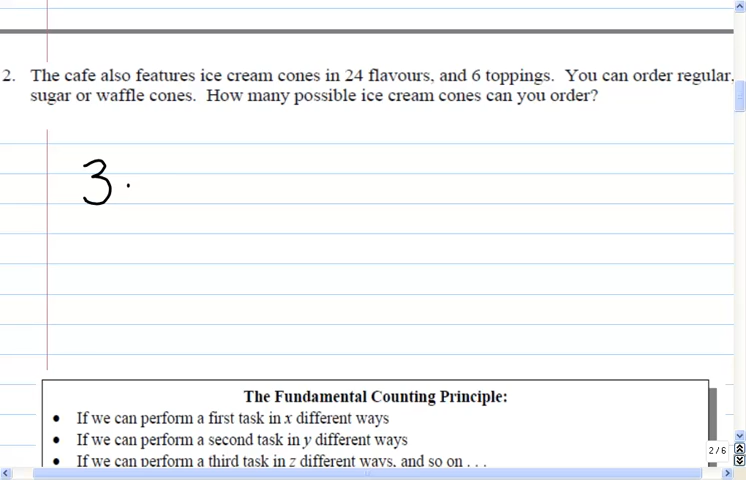 2. The cafe also features ice cream cones in 24 flavours, and 6 toppings. You can order regular,
sugar or waffle cones. How many possible ice cream cones can you order?
3 ·
The Fundamental Counting Principle:
• If we can perform a first task in x different ways
• If we can perform a second task in y different ways
• If we can perform a third task in z different ways, and so on . . .
2 / 6